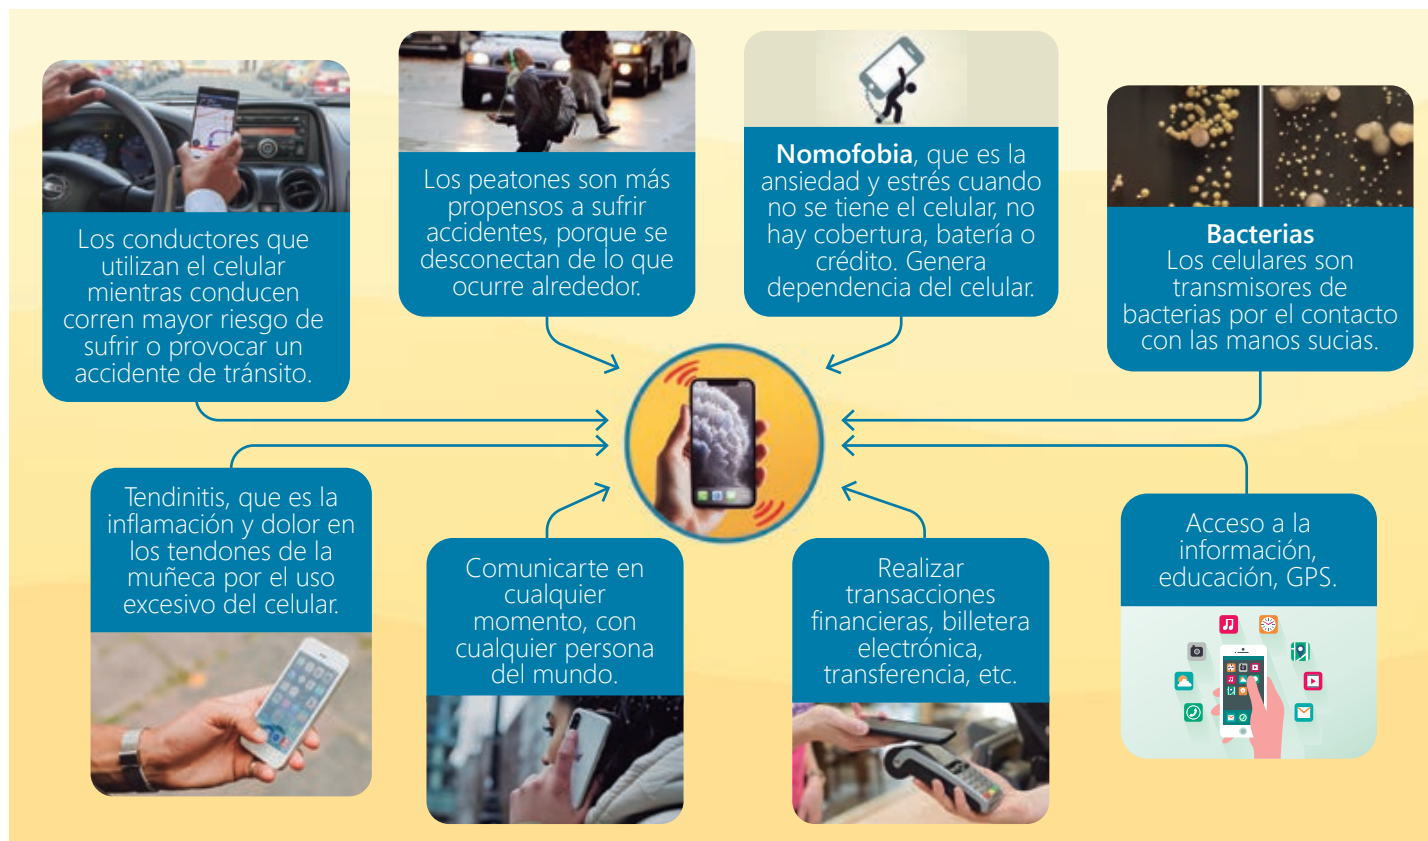 Los conductores que
utilizan el celular
mientras conducen
corren mayor riesgo de
sufrir o provocar un
accidente de tránsito.
Los peatones son más
propensos a sufrir
accidentes, porque se
desconectan de lo que
ocurre alrededor.
Nomofobia, que es la
ansiedad y estrés cuando
no se tiene el celular, no
hay cobertura, batería o
crédito. Genera
dependencia del celular.
Bacterias
Los celulares son
transmisores de
bacterias por el contacto
con las manos sucias.
Tendinitis, que es la
inflamación y dolor en
los tendones de la
muñeca por el uso
excesivo del celular.
Comunicarte en
cualquier
momento, con
cualquier persona
del mundo.
Realizar
transacciones
financieras, billetera
electrónica,
transferencia, etc.
Acceso a la
información,
educación, GPS.